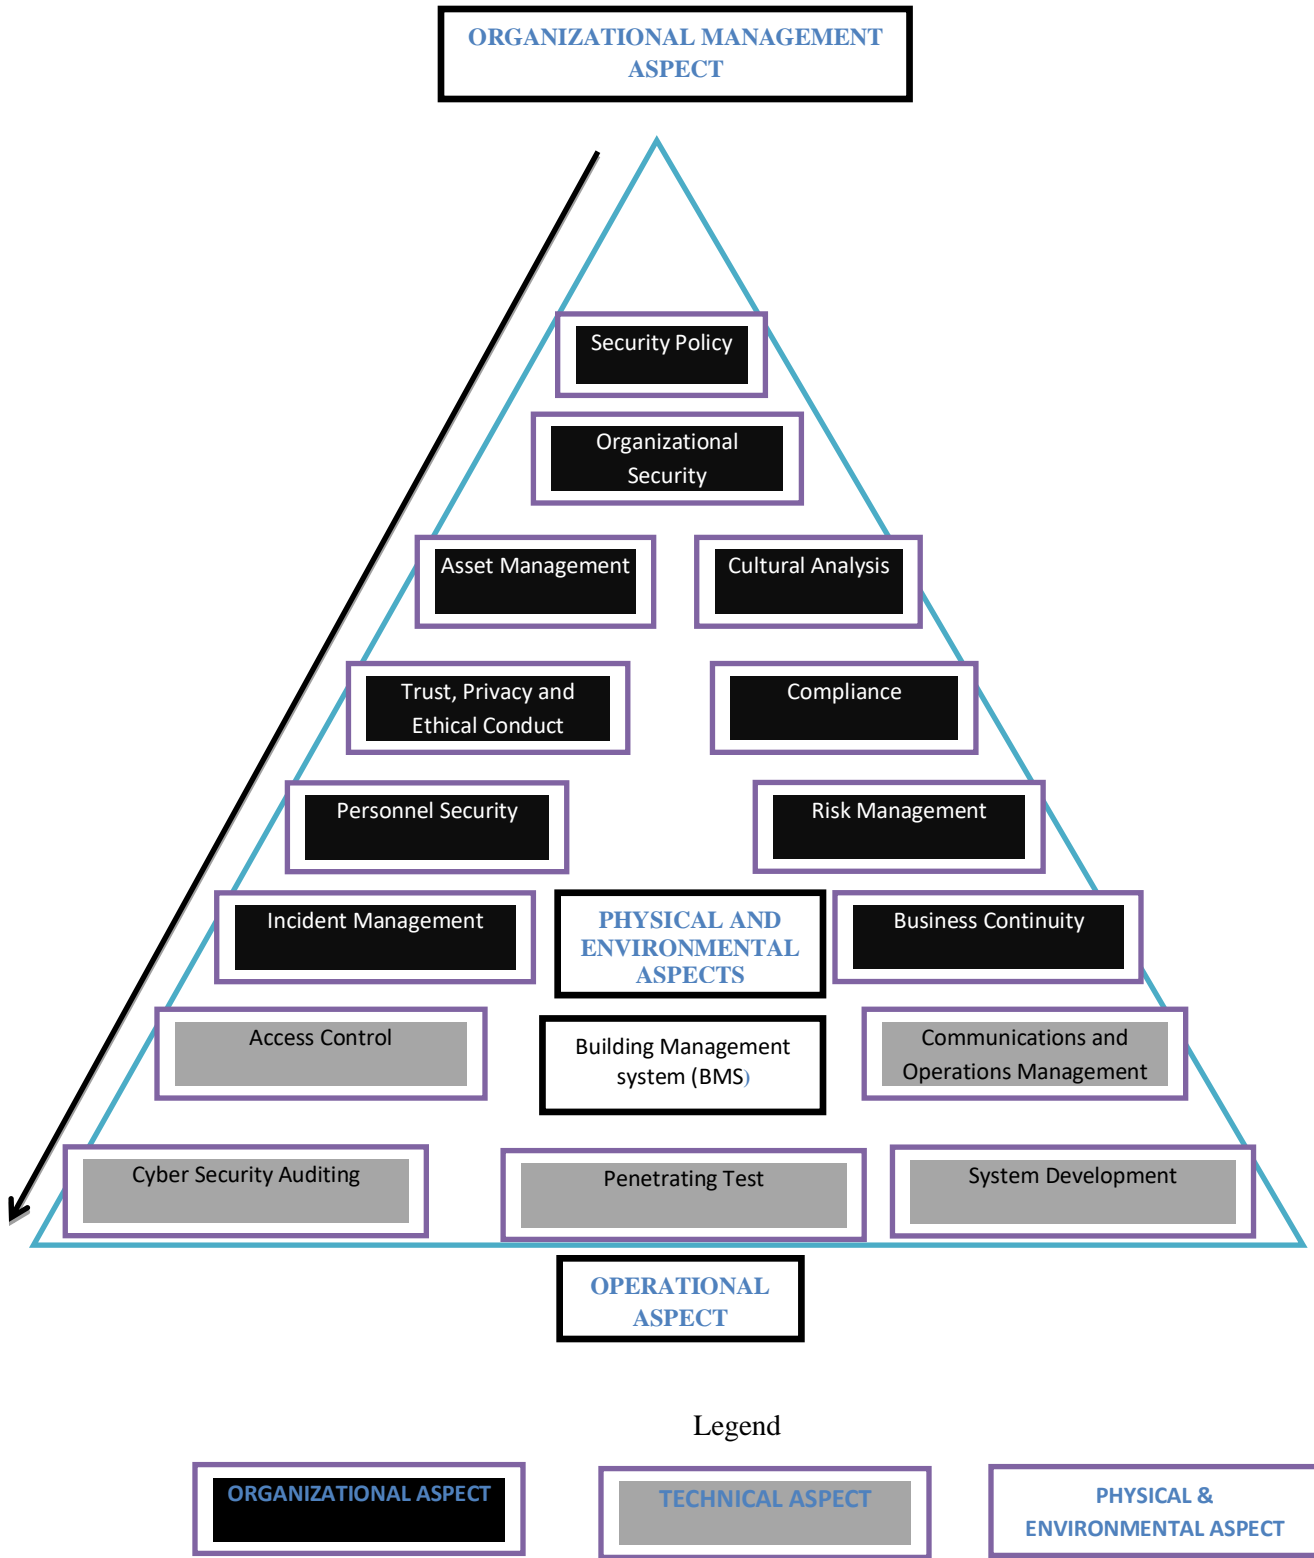 ORGANIZATIONAL MANAGEMENT
ASPECT
Security Policy
Organizational
Security
Asset Management
Cultural Analysis
Trust, Privacy and
Ethical Conduct
Compliance
Personnel Security
Risk Management
Incident Management
PHYSICAL AND
ENVIRONMENTAL
ASPECTS
Business Continuity
Access Control
Building Management
system (BMS)
Communications and
Operations Management
Cyber Security Auditing
Penetrating Test
System Development
OPERATIONAL
ASPECT
Legend
ORGANIZATIONAL ASPECT
TECHNICAL ASPECT
PHYSICAL &
ENVIRONMENTAL ASPECT